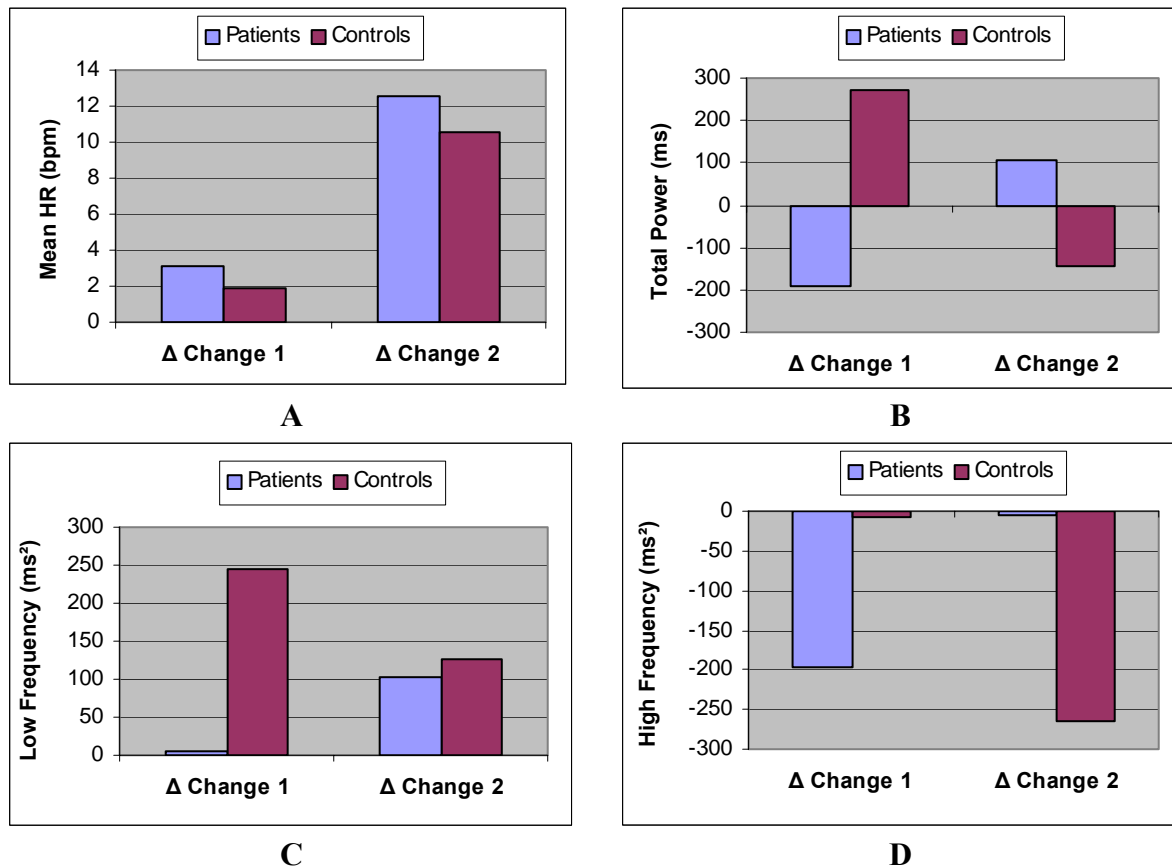 Patients Controls
Mean HR (bpm)
14
12
10
8
6
4
2
0
Δ Change 1 Δ Change 2
A
Patients Controls
Total Power (ms)
300
200
100
0
-100
-200
-300
Δ Change 1 Δ Change 2
B
Patients Controls
Low Frequency (ms²)
300
250
200
150
100
50
0
Δ Change 1 Δ Change 2
C
Patients Controls
High Frequency (ms²)
0
-50
-100
-150
-200
-250
-300
Δ Change 1 Δ Change 2
D